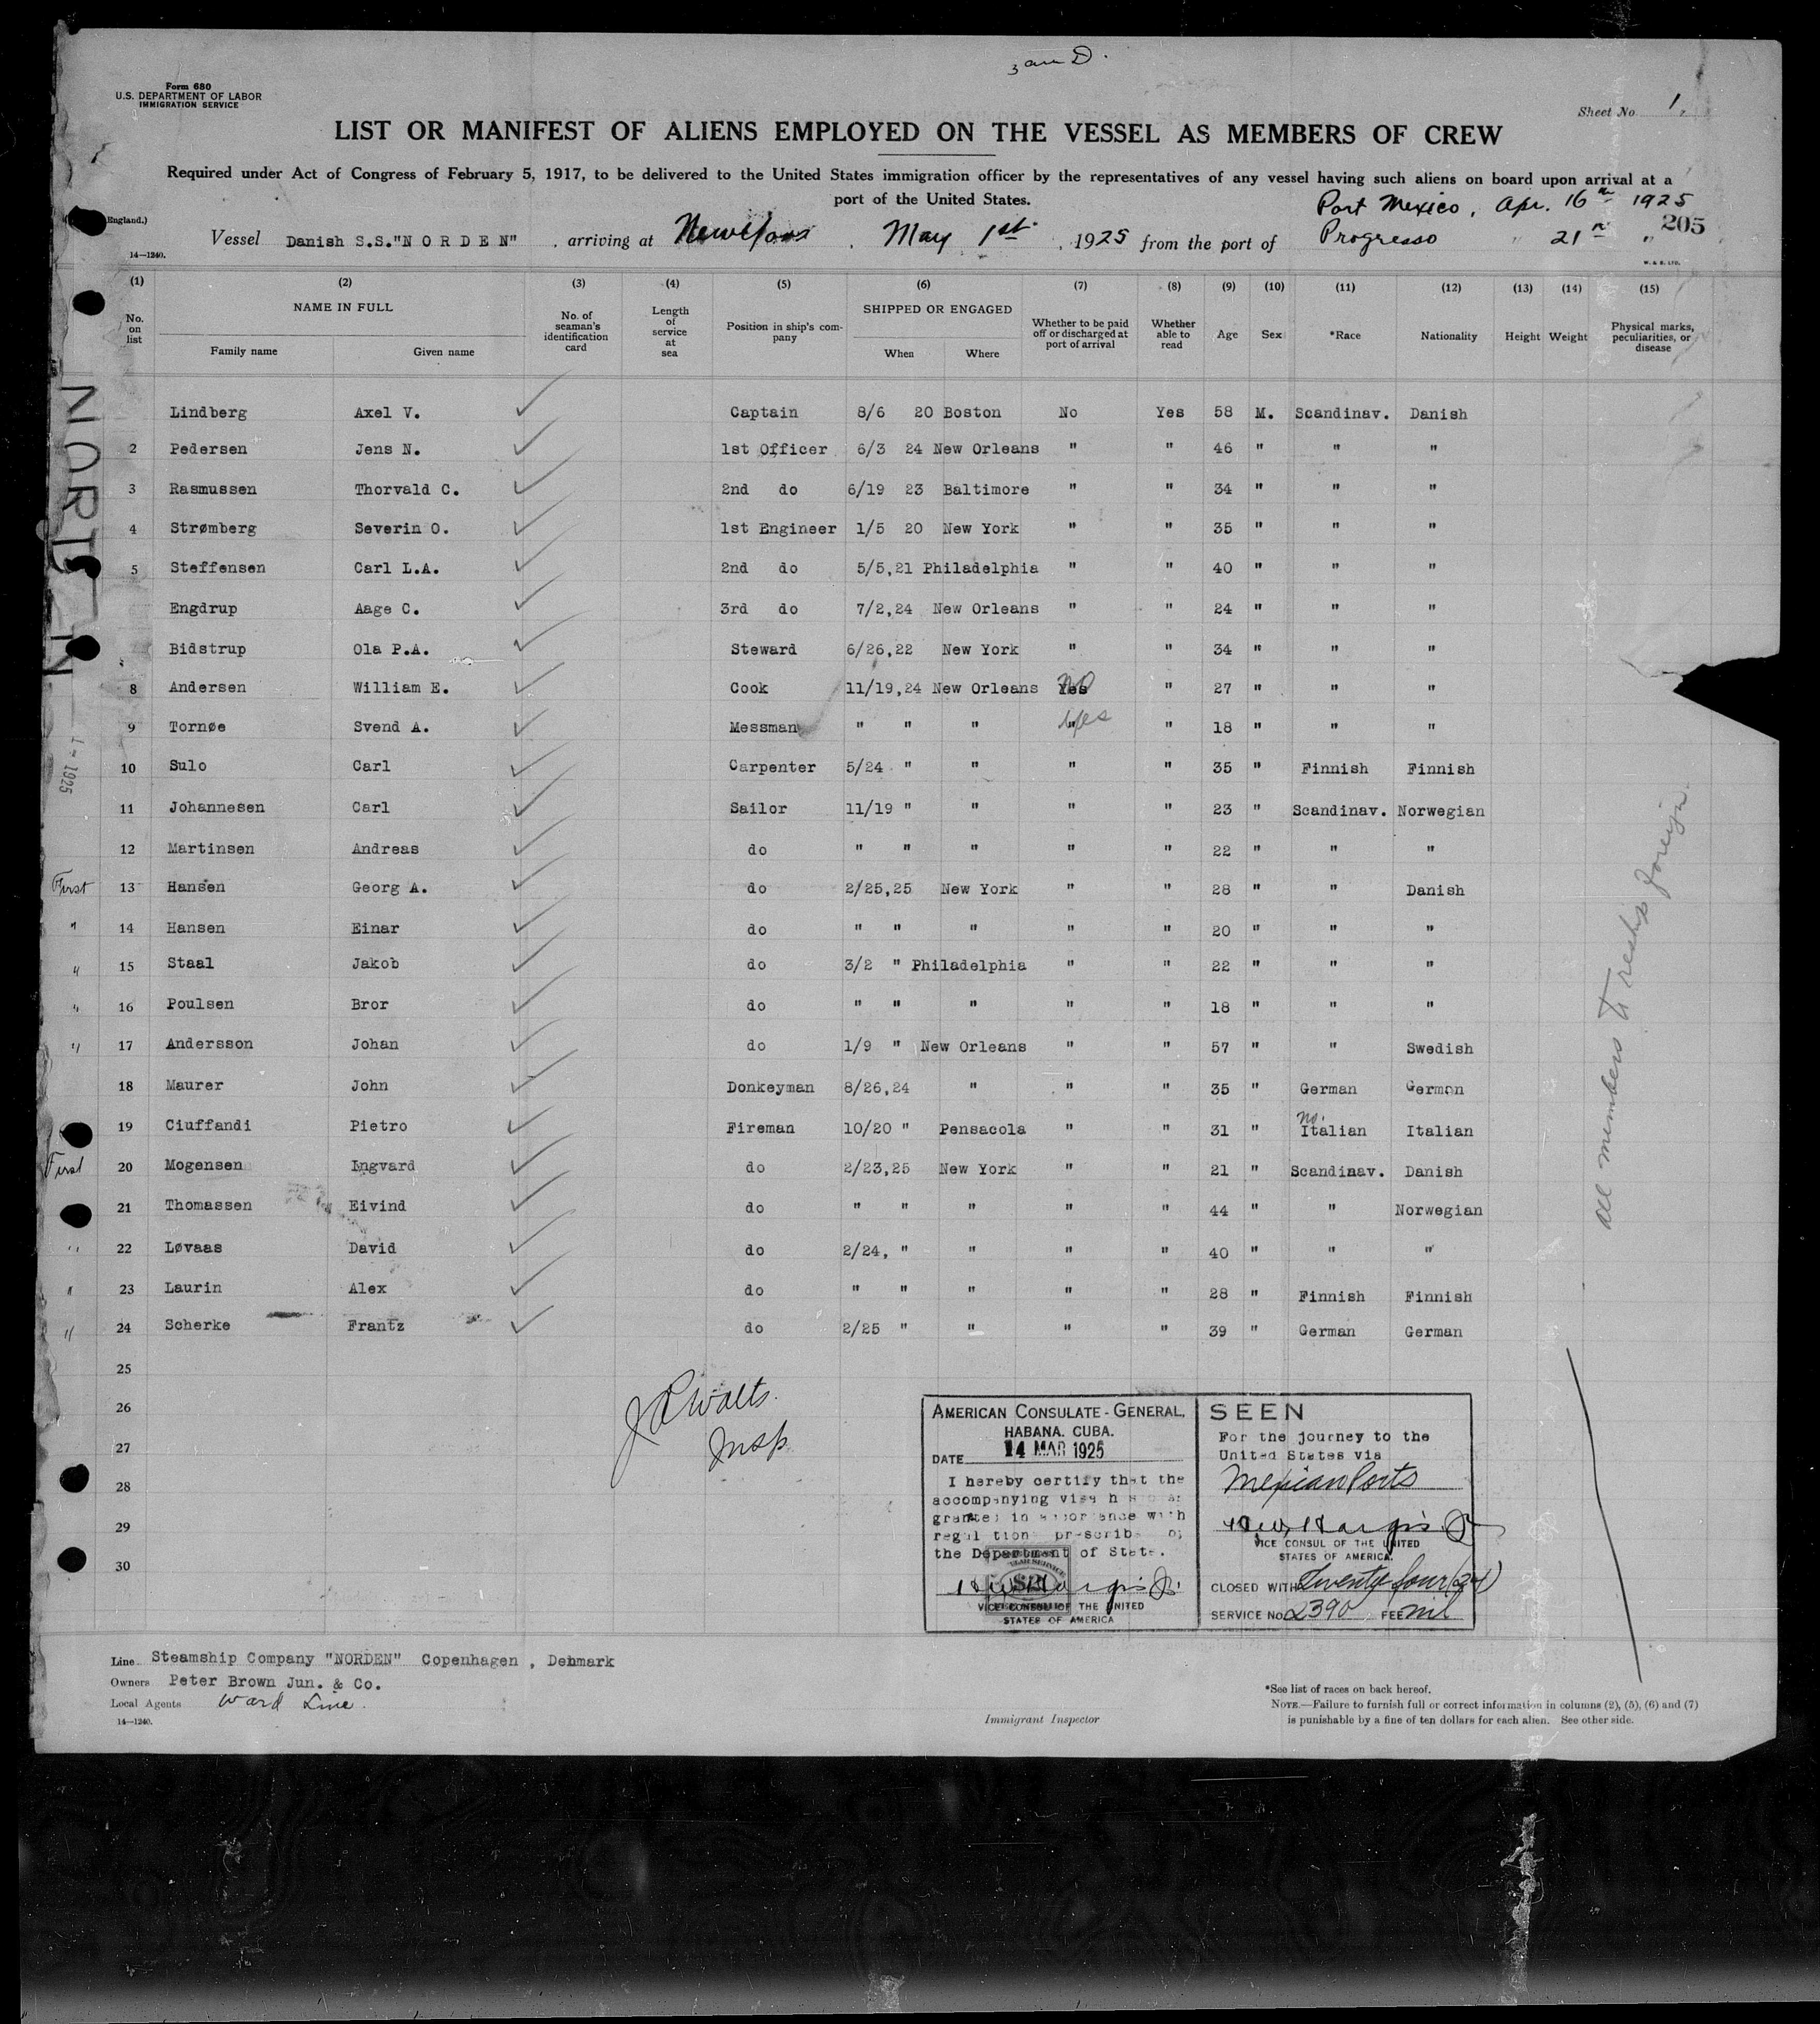 3 am D.
Form 680
U.S. DEPARTMENT OF LABOR
IMMIGRATION SERVICE
Sheet No. 1.
LIST OR MANIFEST OF ALIENS EMPLOYED ON THE VESSEL AS MEMBERS OF CREW
Required under Act of Congress of February 5, 1917, to be delivered to the United States immigration officer by the representatives of any vessel having such aliens on board upon arrival at a
port of the United States.
Port Mexico, Apr. 16th 1925
England.)
Vessel Danish S.S."N O R D E N" , arriving at May 1st , 1925 from the port of Progresso " 21 " 205
14—1240.
W. & S. LTD.
(1) (2) (3) (4) (5) (6) (7) (8) (9) (10) (11) (12) (13) (14) (15)
No. on list NAME IN FULL Family name Given name No. of seaman's identification card Length of service at sea Position in ship's company SHIPPED OR ENGAGED When Where Whether to be paid off or discharged at port of arrival Whether able to read Age Sex *Race Nationality Height Weight Physical marks, peculiarities, or disease
Lindberg Axel V. Captain 8/6 20 Boston No Yes 58 M. Scandinav. Danish
2 Pedersen Jens N. 1st Officer 6/3 24 New Orleans " " 46 " " "
3 Rasmussen Thorvald C. 2nd do 6/19 23 Baltimore " " 34 " " "
4 Strømberg Severin O. 1st Engineer 1/5 20 New York " " 35 " " "
5 Steffensen Carl L.A. 2nd do 5/5,21 Philadelphia " " 40 " " "
Engdrup Aage C. 3rd do 7/2,24 New Orleans " " 24 " " "
Bidstrup Ola P.A. Steward 6/26,22 New York " " 34 " " "
8 Andersen William E. Cook 11/19,24 New Orleans Yes No " 27 " " "
9 Tornøe Svend A. Messman " " " " Yes " 18 " " "
10 Sulo Carl Carpenter 5/24 " " " " 35 " Finnish Finnish
11 Johannesen Carl Sailor 11/19 " " " " 23 " Scandinav. Norwegian
12 Martinsen Andreas do " " " " " 22 " " "
First 13 Hansen Georg A. do 2/25,25 New York " " 28 " " Danish
" 14 Hansen Einar do " " " " " 20 " " "
" 15 Staal Jakob do 3/2 " Philadelphia " " 22 " " "
" 16 Poulsen Bror do " " " " " 18 " " "
" 17 Andersson Johan do 1/9 " New Orleans " " 57 " " Swedish
18 Maurer John Donkeyman 8/26,24 " " " 35 " German German
19 Ciuffandi Pietro Fireman 10/20 " Pensacola " " 31 " No. Italian Italian
First 20 Mogensen Ingvard do 2/23,25 New York " " 21 " Scandinav. Danish
21 Thomassen Eivind do " " " " " 44 " " Norwegian
" 22 Løvaas David do 2/24, " " " " 40 " " "
" 23 Laurin Alex do " " " " " 28 " Finnish Finnish
" 24 Scherke Frantz do 2/25 " " " " 39 " German German
25
26
27
28
29
30
NORDEN
1 - 1925
All members To reship foreign.
Insp
AMERICAN CONSULATE-GENERAL,
HABANA. CUBA.
DATE 14 MAR 1925
I hereby certify that the
accompanying visa has been
granted in accordance with
regulations prescribed by
the Department of State.
VICE CONSUL OF THE UNITED
STATES OF AMERICA
SEEN
For the journey to the
United States via
Mexican Ports
VICE CONSUL OF THE UNITED
STATES OF AMERICA.
CLOSED WITH Twenty four (24)
SERVICE No. 2390 FEE nil
Line Steamship Company "NORDEN" Copenhagen , Denmark
Owners Peter Brown Jun. & Co.
Local Agents Ward Line.
14—1240.
Immigrant Inspector
*See list of races on back hereof.
NOTE.—Failure to furnish full or correct information in columns (2), (5), (6) and (7)
is punishable by a fine of ten dollars for each alien. See other side.